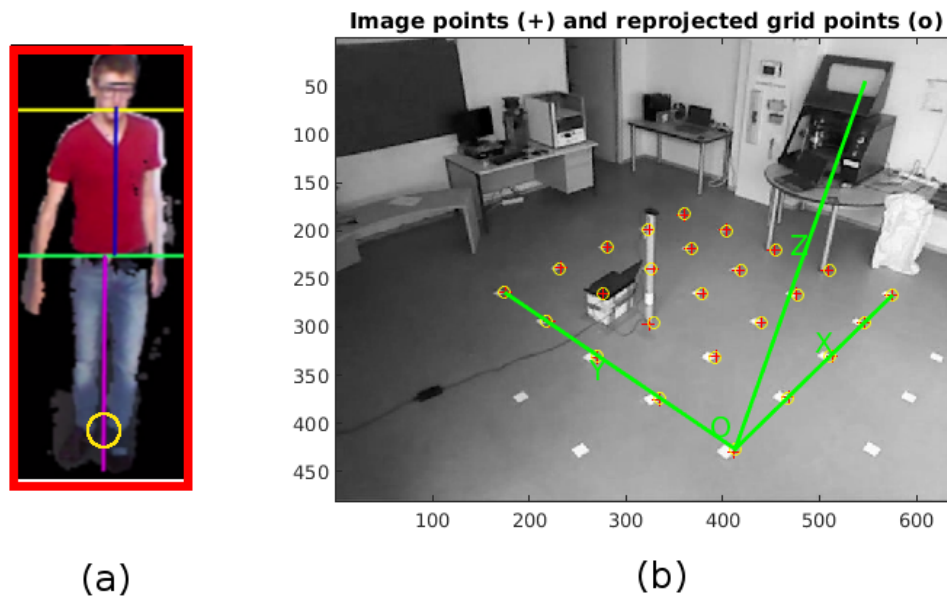 Image points (+) and reprojected grid points (o)
50
100
150
200
250
300
350
400
450
Z
X
Y
O
100 200 300 400 500 600
(a)
(b)